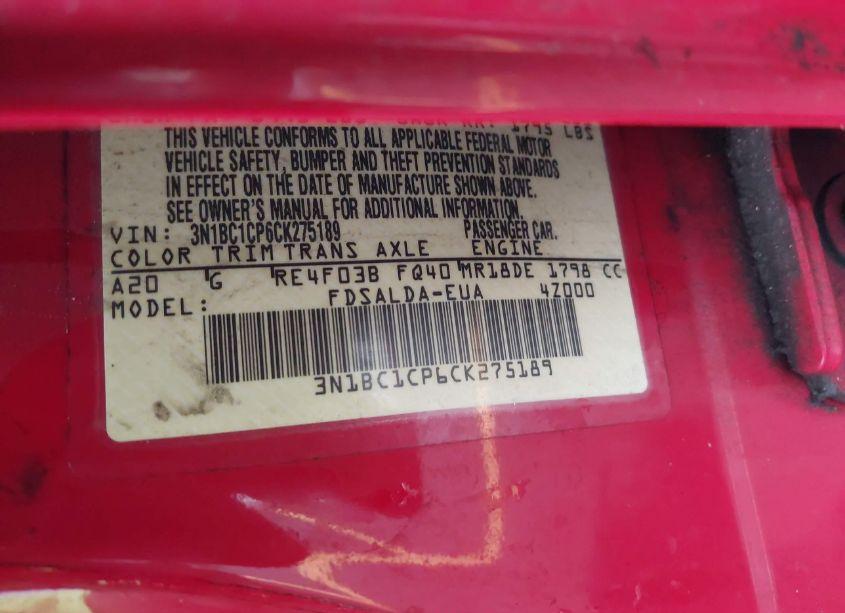 1795 LBS
THIS VEHICLE CONFORMS TO ALL APPLICABLE FEDERAL MOTOR
VEHICLE SAFETY, BUMPER AND THEFT PREVENTION STANDARDS
IN EFFECT ON THE DATE OF MANUFACTURE SHOWN ABOVE.
SEE OWNER'S MANUAL FOR ADDITIONAL INFORMATION.
VIN: 3N1BC1CP6CK275189 PASSENGER CAR.
COLOR TRIM TRANS AXLE ENGINE
A20 G RE4F03B FQ40 MR18DE 1798 CC
MODEL: FDSALDA-EUA 4Z000
3N1BC1CP6CK275189